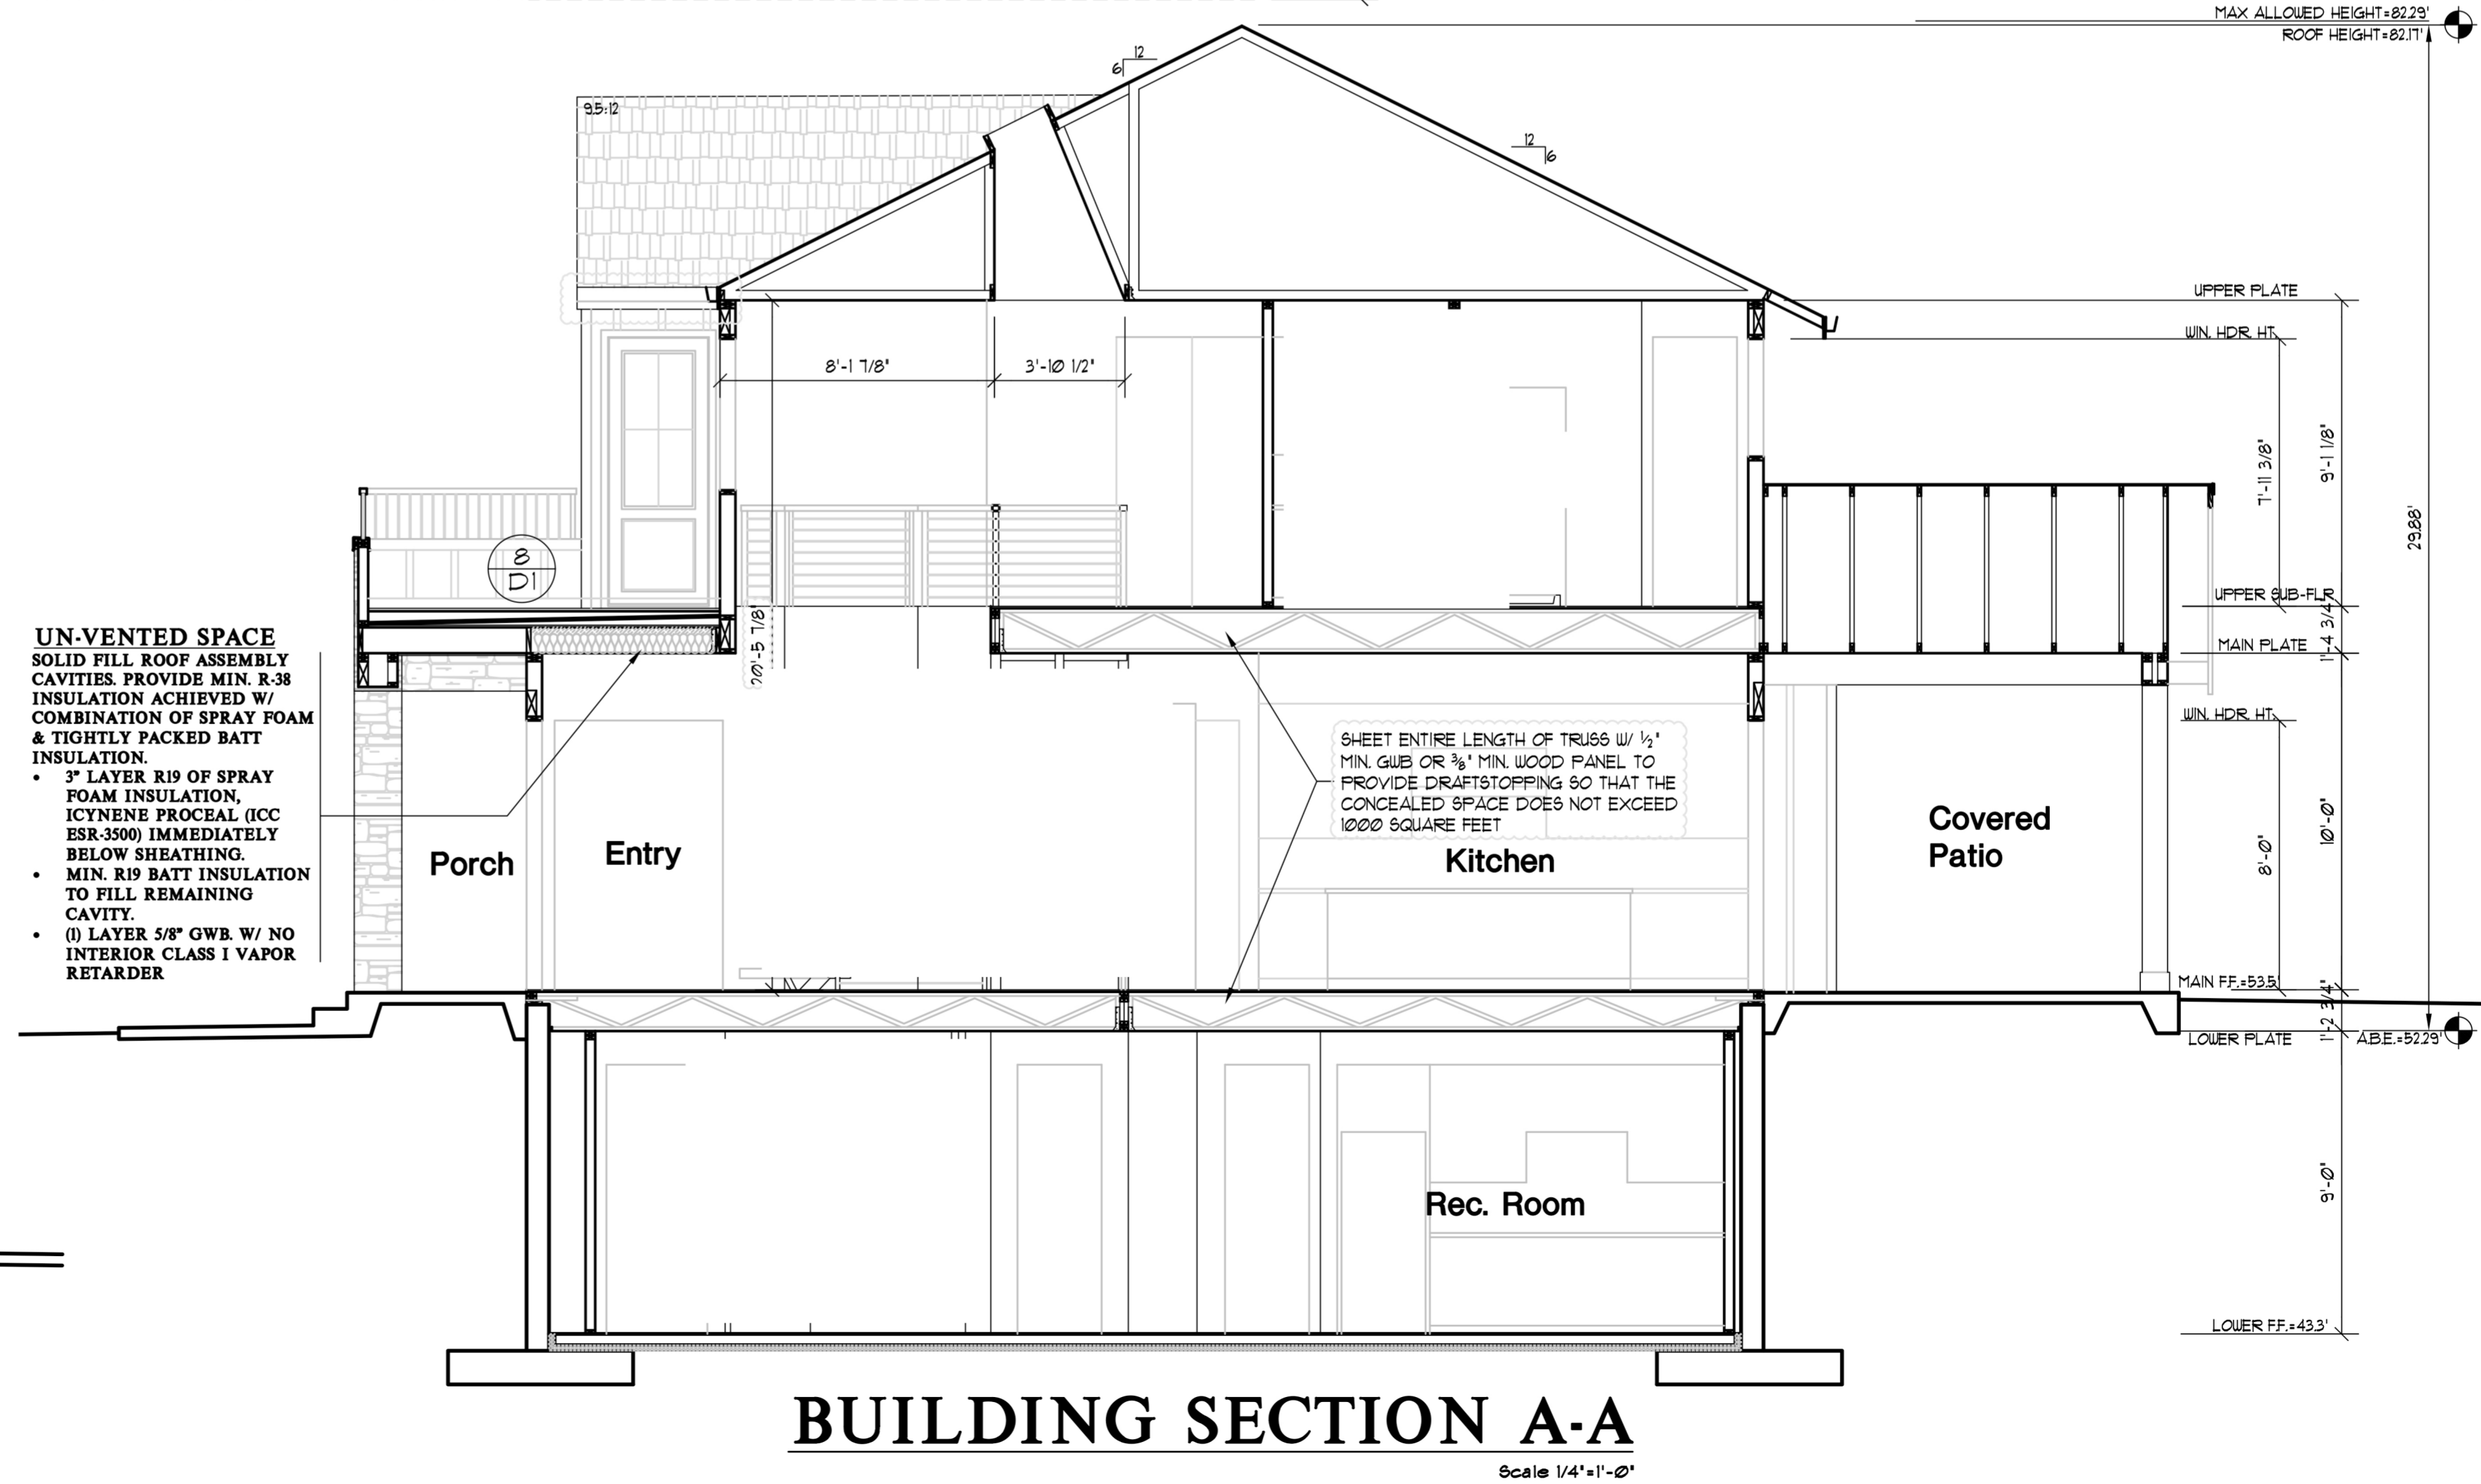 MAX ALLOWED HEIGHT=82.29'
ROOF HEIGHT=82.17'
12
6
9.5:12
12
6
UPPER PLATE
WIN. HDR. HT.
8'-1 7/8"
3'-10 1/2"
7'-11 3/8"
9'-1 1/8"
29.88'
8
D1
UPPER SUB-FLR
1'-4 3/4"
MAIN PLATE
20'-5 7/8"
UN-VENTED SPACE
SOLID FILL ROOF ASSEMBLY
CAVITIES. PROVIDE MIN. R-38
INSULATION ACHIEVED W/
COMBINATION OF SPRAY FOAM
& TIGHTLY PACKED BATT
INSULATION.
• 3" LAYER R19 OF SPRAY
FOAM INSULATION,
ICYNENE PROCEAL (ICC
ESR-3500) IMMEDIATELY
BELOW SHEATHING.
• MIN. R19 BATT INSULATION
TO FILL REMAINING
CAVITY.
• (1) LAYER 5/8" GWB. W/ NO
INTERIOR CLASS I VAPOR
RETARDER
WIN. HDR. HT.
SHEET ENTIRE LENGTH OF TRUSS W/ 1/2"
MIN. GWB OR 3/8" MIN. WOOD PANEL TO
PROVIDE DRAFTSTOPPING SO THAT THE
CONCEALED SPACE DOES NOT EXCEED
1000 SQUARE FEET
Porch
Entry
Kitchen
Covered
Patio
8'-0"
10'-0"
MAIN F.F.=53.5'
1'-2 3/4"
LOWER PLATE
A.B.E.=52.29'
9'-0"
Rec. Room
LOWER F.F.=43.3'
BUILDING SECTION A-A
Scale 1/4"=1'-0"